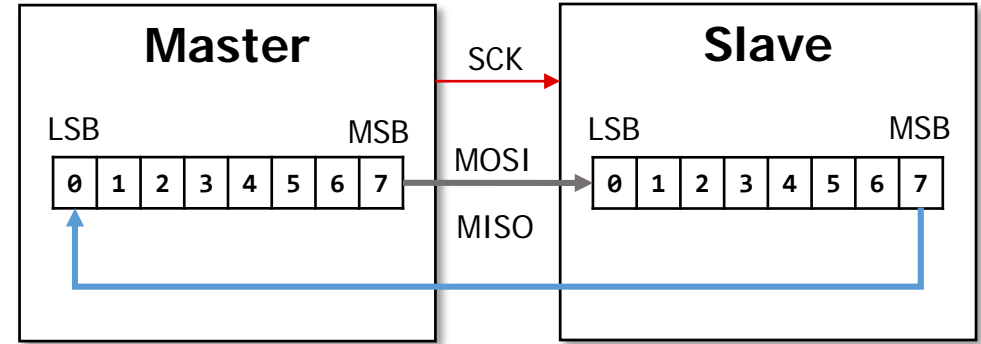 Master
SCK
Slave
LSB
MSB
MOSI
LSB
MSB
0 1 2 3 4 5 6 7
0 1 2 3 4 5 6 7
MISO